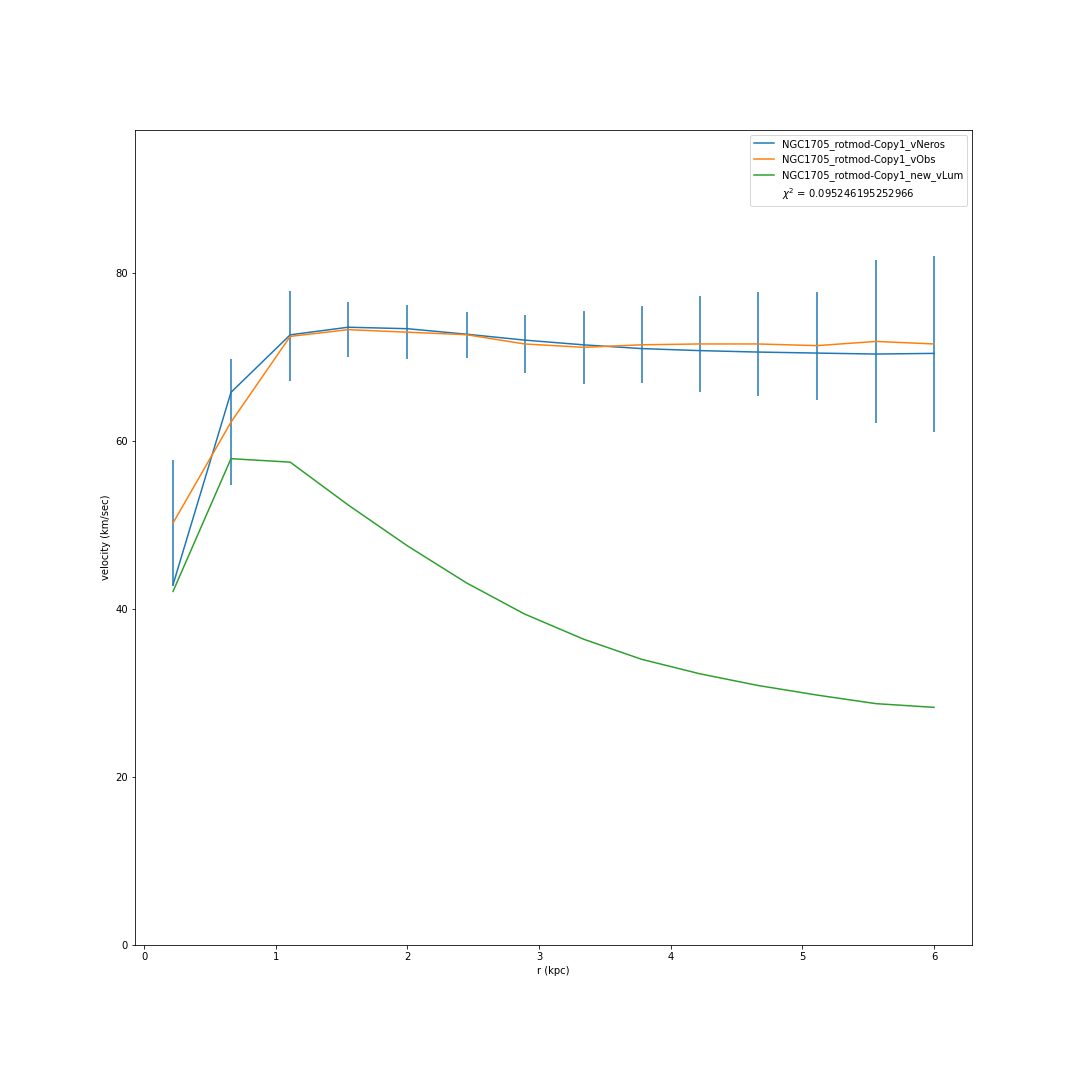 NGC1705_rotmod-Copy1_vNeros
NGC1705_rotmod-Copy1_vObs
NGC1705_rotmod-Copy1_new_vLum
χ² = 0.095246195252966
80
60
40
20
0
velocity (km/sec)
0 1 2 3 4 5 6
r (kpc)